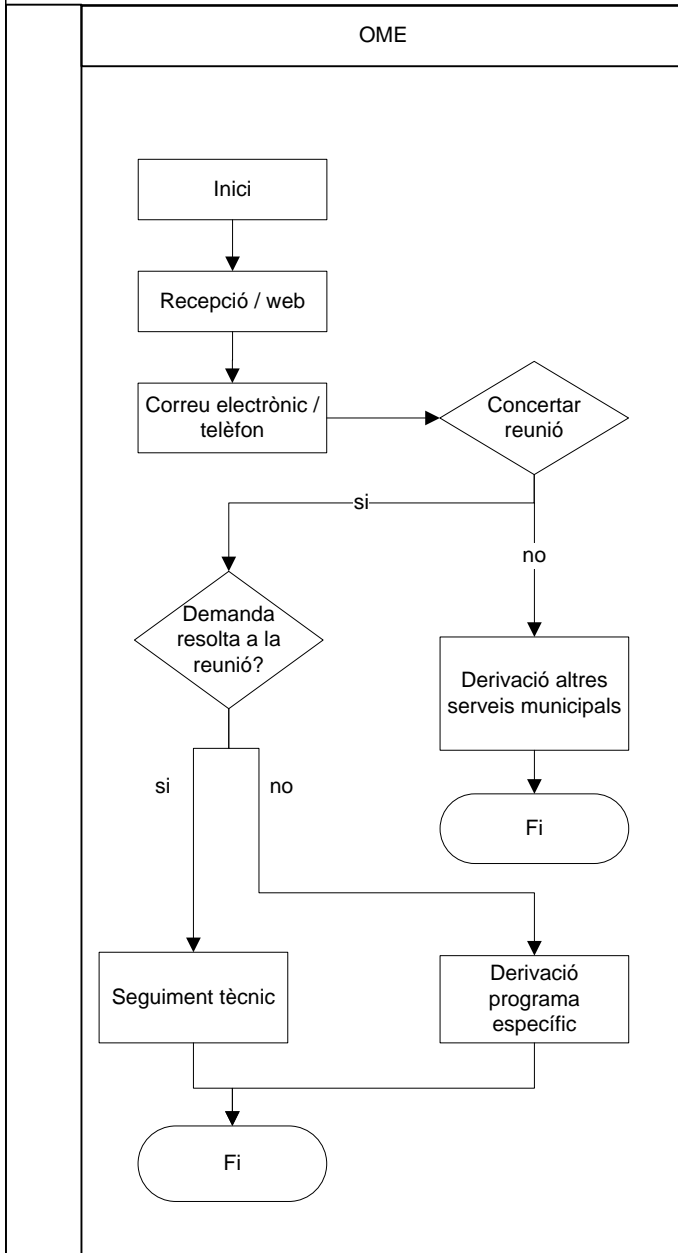 OME
Inici
Recepció / web
Correu electrònic /
telèfon
Concertar
reunió
si
no
Demanda
resolta a la
reunió?
Derivació altres
serveis municipals
si
no
Fi
Seguiment tècnic
Derivació
programa
específic
Fi